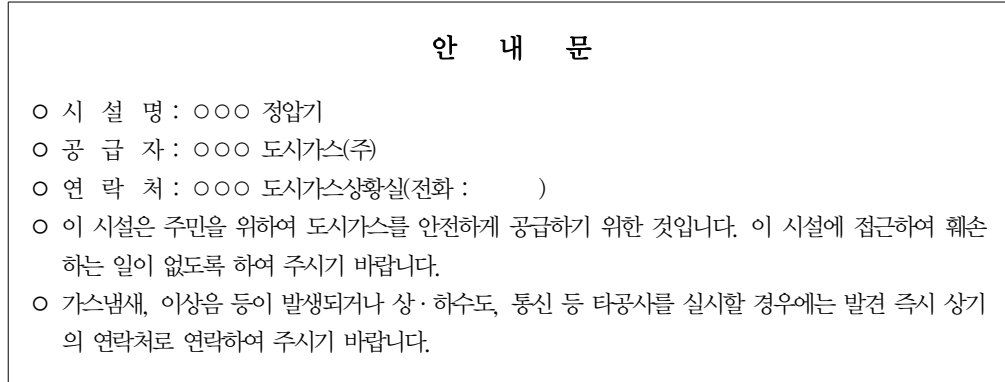 안 내 문
○ 시 설 명 : ○○○ 정압기
○ 공 급 자 : ○○○ 도시가스(주)
○ 연 락 처 : ○○○ 도시가스상황실(전화 :          )
○ 이 시설은 주민을 위하여 도시가스를 안전하게 공급하기 위한 것입니다. 이 시설에 접근하여 훼손
하는 일이 없도록 하여 주시기 바랍니다.
○ 가스냄새, 이상음 등이 발생되거나 상·하수도, 통신 등 타공사를 실시할 경우에는 발견 즉시 상기
의 연락처로 연락하여 주시기 바랍니다.